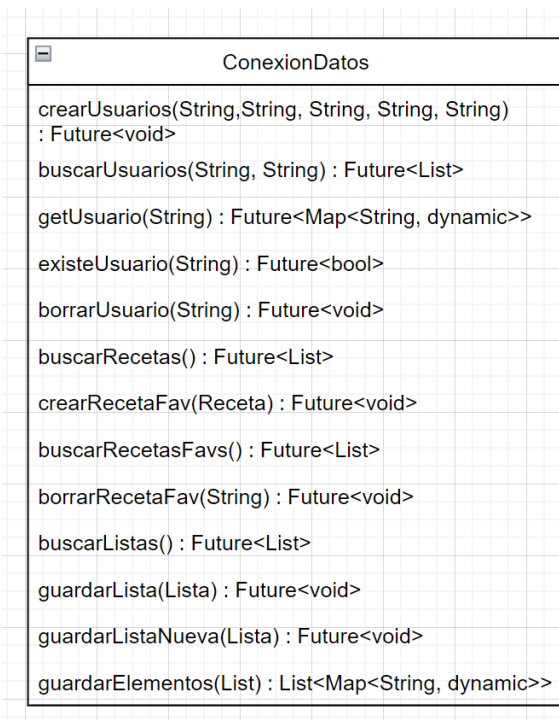 ConexionDatos
crearUsuarios(String,String, String, String, String)
: Future<void>
buscarUsuarios(String, String) : Future<List>
getUsuario(String) : Future<Map<String, dynamic>>
existeUsuario(String) : Future<bool>
borrarUsuario(String) : Future<void>
buscarRecetas() : Future<List>
crearRecetaFav(Receta) : Future<void>
buscarRecetasFavs() : Future<List>
borrarRecetaFav(String) : Future<void>
buscarListas() : Future<List>
guardarLista(Lista) : Future<void>
guardarListaNueva(Lista) : Future<void>
guardarElementos(List) : List<Map<String, dynamic>>